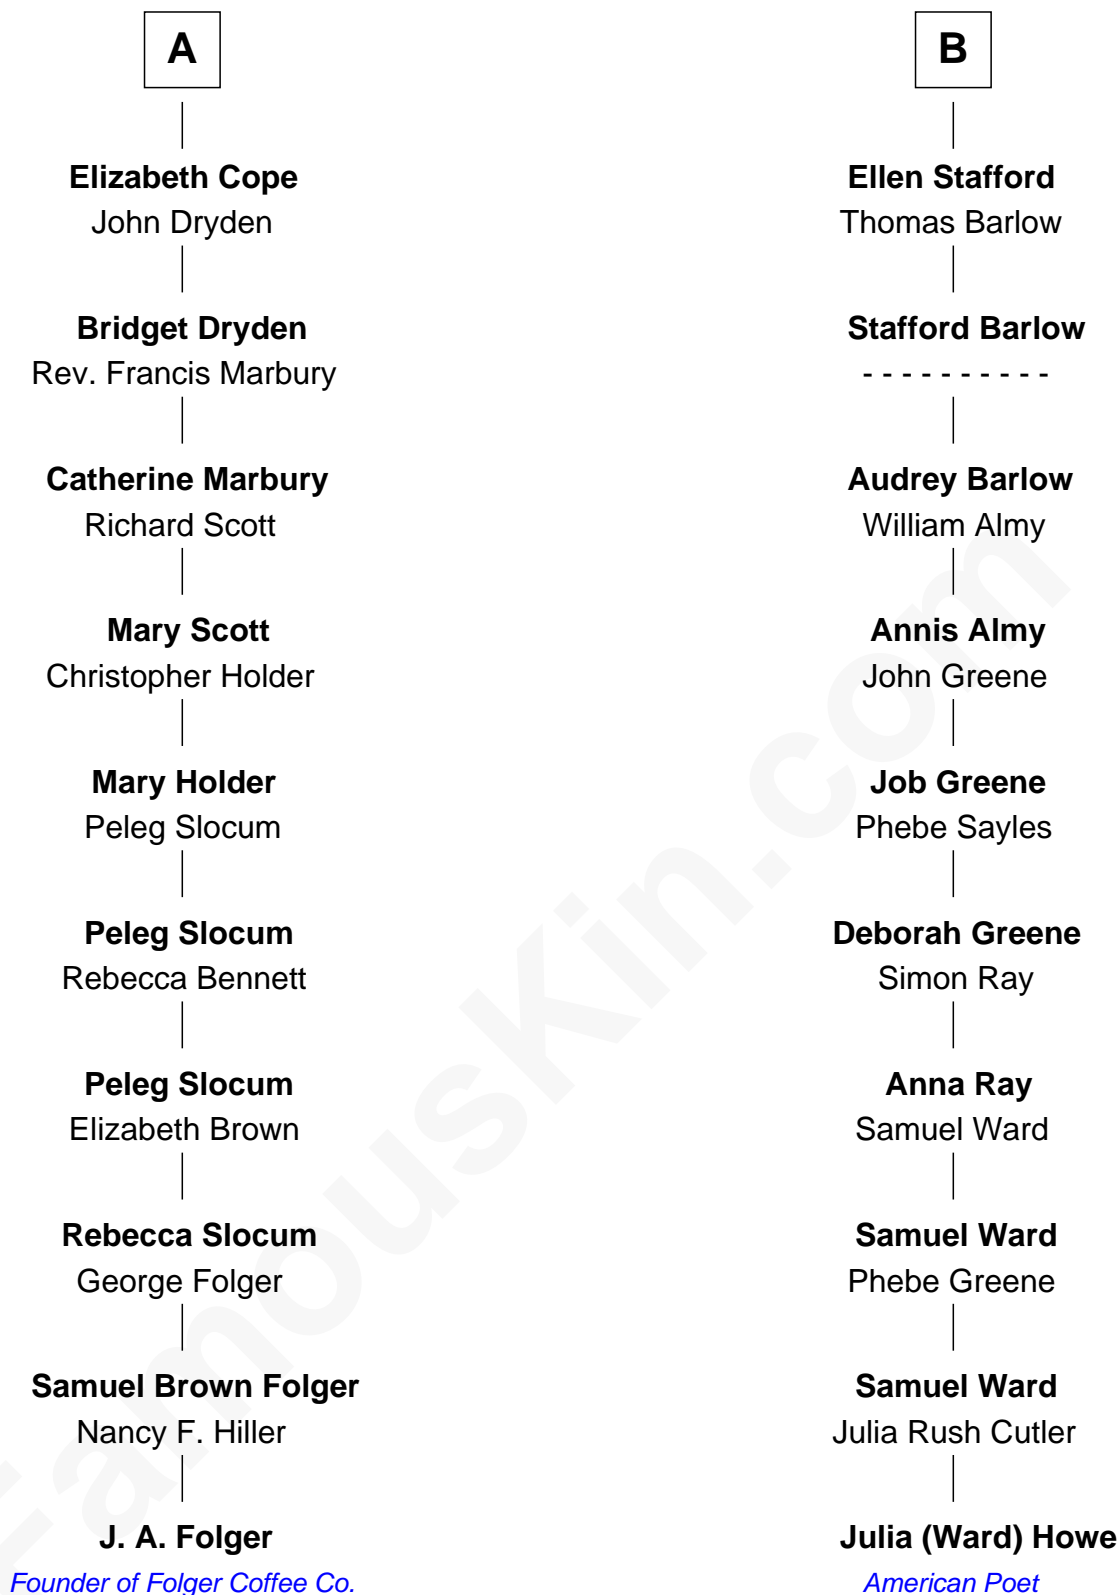 A
Elizabeth Cope
John Dryden
Bridget Dryden
Rev. Francis Marbury
Catherine Marbury
Richard Scott
Mary Scott
Christopher Holder
Mary Holder
Peleg Slocum
Peleg Slocum
Rebecca Bennett
Peleg Slocum
Elizabeth Brown
Rebecca Slocum
George Folger
Samuel Brown Folger
Nancy F. Hiller
J. A. Folger
Founder of Folger Coffee Co.
B
Ellen Stafford
Thomas Barlow
Stafford Barlow
- - - - - - - - - -
Audrey Barlow
William Almy
Annis Almy
John Greene
Job Greene
Phebe Sayles
Deborah Greene
Simon Ray
Anna Ray
Samuel Ward
Samuel Ward
Phebe Greene
Samuel Ward
Julia Rush Cutler
Julia (Ward) Howe
American Poet
FamousKin.com